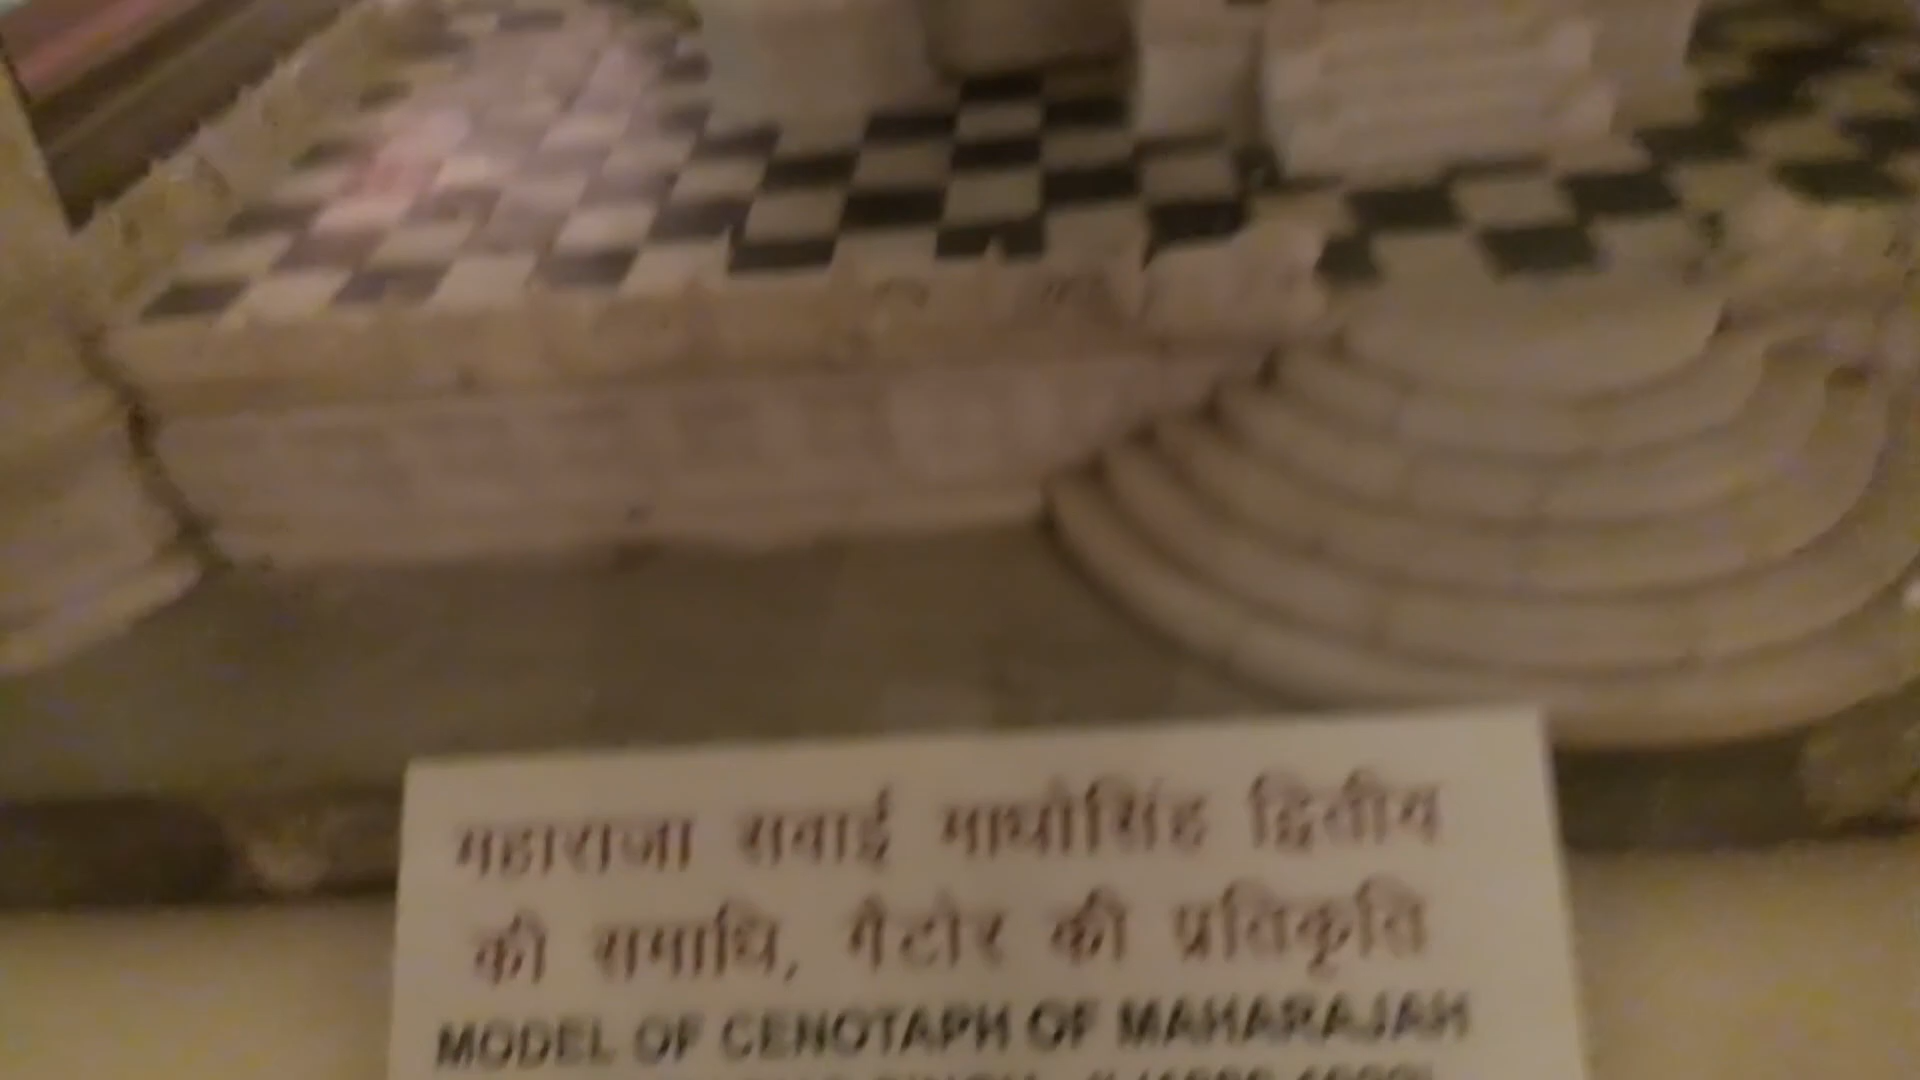 महाराजा सवाई माधोसिंह द्वितीय
की समाधि, गैटोर की प्रतिकृति
MODEL OF CENOTAPH OF MAHARAJAH